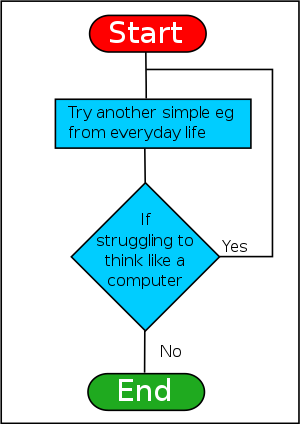 Start
Try another simple eg
from everyday life
If
struggling to
think like a
computer
Yes
No
End